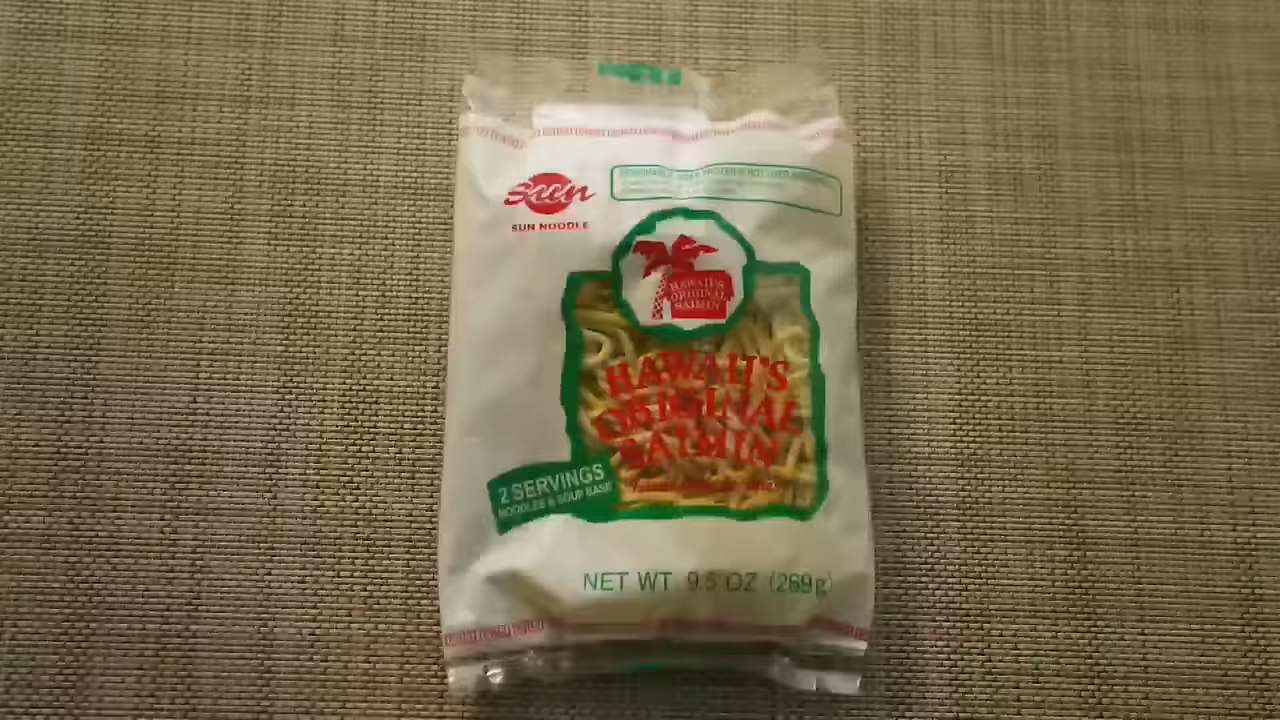 Sun
SUN NOODLE
HAWAII'S
ORIGINAL
SAIMIN
HAWAII'S
ORIGINAL
SAIMIN
2 SERVINGS
NOODLES & SOUP BASE
NET WT. 9.5 OZ (269g)